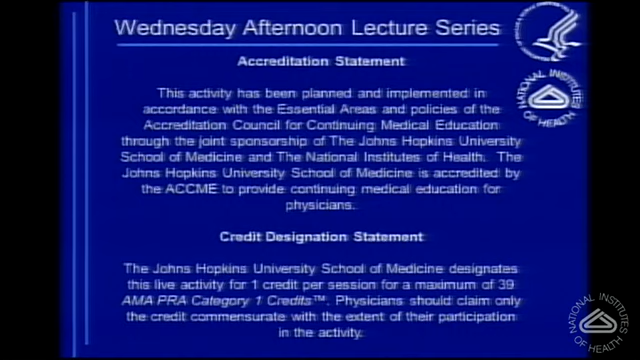 Wednesday Afternoon Lecture Series
Accreditation Statement
This activity has been planned and implemented in
accordance with the Essential Areas and policies of the
Accreditation Council for Continuing Medical Education
through the joint sponsorship of The Johns Hopkins University
School of Medicine and The National Institutes of Health. The
Johns Hopkins University School of Medicine is accredited by
the ACCME to provide continuing medical education for
physicians.
Credit Designation Statement
The Johns Hopkins University School of Medicine designates
this live activity for 1 credit per session for a maximum of 39
AMA PRA Category 1 Credits™. Physicians should claim only
the credit commensurate with the extent of their participation
in the activity.
NATIONAL INSTITUTES
OF HEALTH
NATIONAL INSTITUTES
OF HEALTH